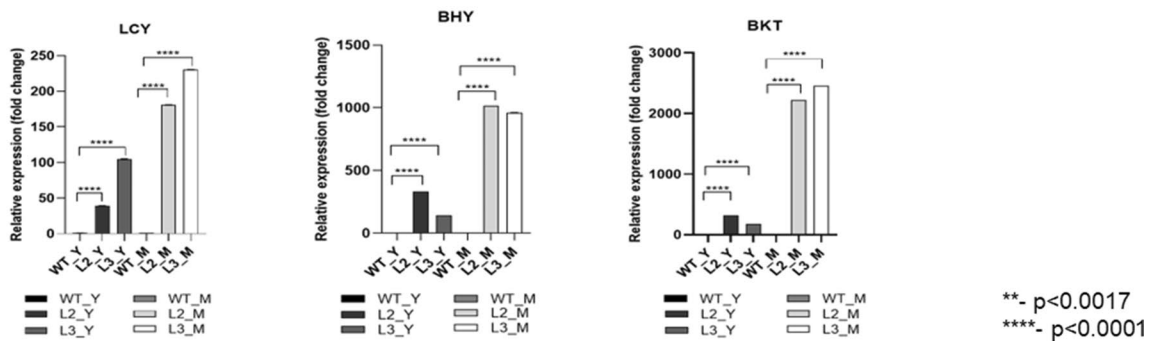 LCY
Relative expression (fold change)
250
200
150
100
50
0
****
****
****
****
WT_Y
L2_Y
L3_Y
WT_M
L2_M
L3_M
WT_Y
WT_M
L2_Y
L2_M
L3_Y
L3_M
BHY
Relative expression (fold change)
1500
1000
500
0
****
****
****
****
WT_Y
L2_Y
L3_Y
WT_M
L2_M
L3_M
WT_Y
WT_M
L2_Y
L2_M
L3_Y
L3_M
BKT
Relative expression (fold change)
3000
2000
1000
0
****
****
****
****
WT_Y
L2_Y
L3_Y
WT_M
L2_M
L3_M
WT_Y
WT_M
L2_Y
L2_M
L3_Y
L3_M
**- p<0.0017
****- p<0.0001